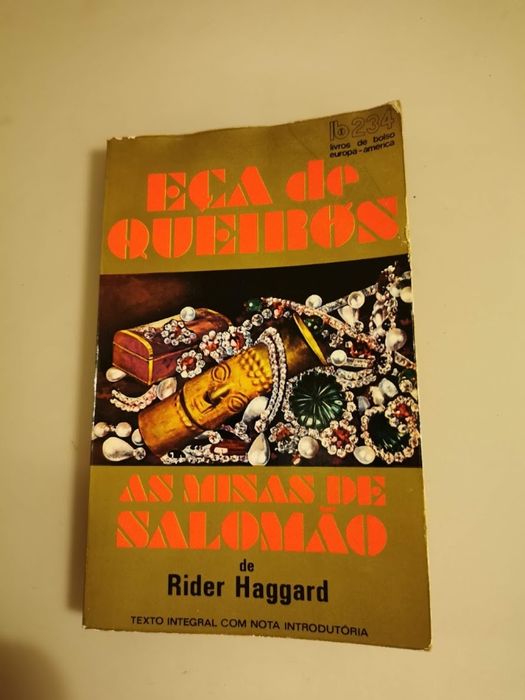 lb 234
livros de bolso
europa-américa
EÇA de
QUEIRÓS
AS MINAS DE
SALOMÃO
de
Rider Haggard
TEXTO INTEGRAL COM NOTA INTRODUTÓRIA